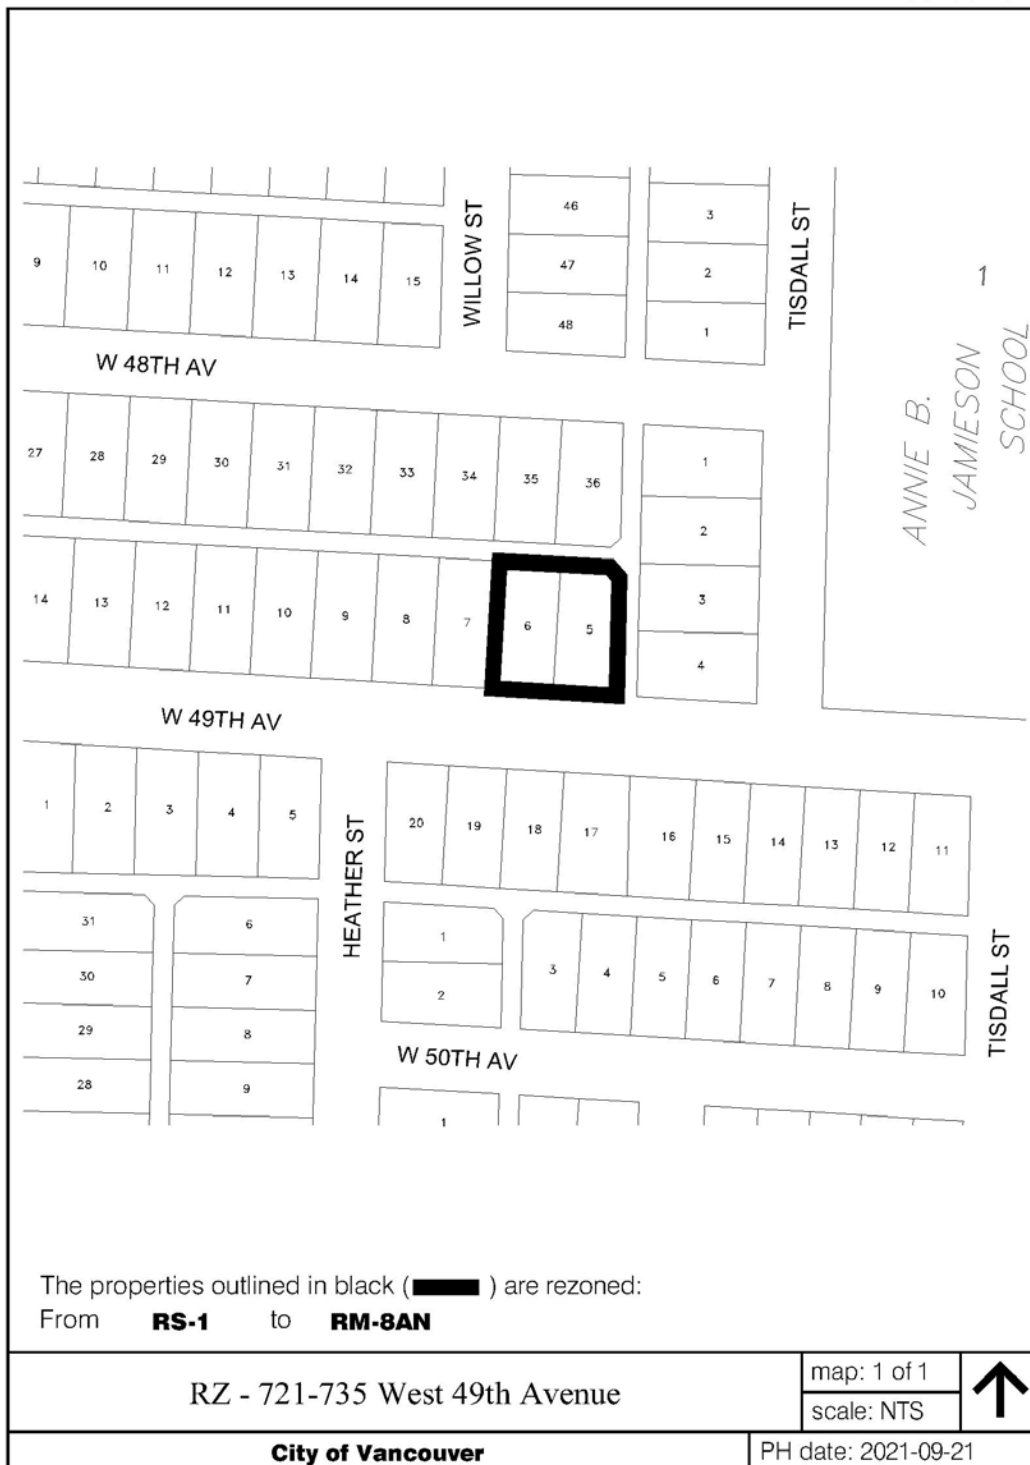 46 3
WILLOW ST
TISDALL ST
9 10 11 12 13 14 15 47 2 1
48 1
W 48TH AV
ANNIE B.
JAMIESON
SCHOOL
27 28 29 30 31 32 33 34 35 36 1
2
14 13 12 11 10 9 8 7 6 5 3
4
W 49TH AV
1 2 3 4 5 20 19 18 17 16 15 14 13 12 11
HEATHER ST
31 6 1
30 7 2 3 4 5 6 7 8 9 10
TISDALL ST
29 8
W 50TH AV
28 9
1
The properties outlined in black ( ) are rezoned:
From RS-1 to RM-8AN
RZ - 721-735 West 49th Avenue
map: 1 of 1
scale: NTS
City of Vancouver
PH date: 2021-09-21